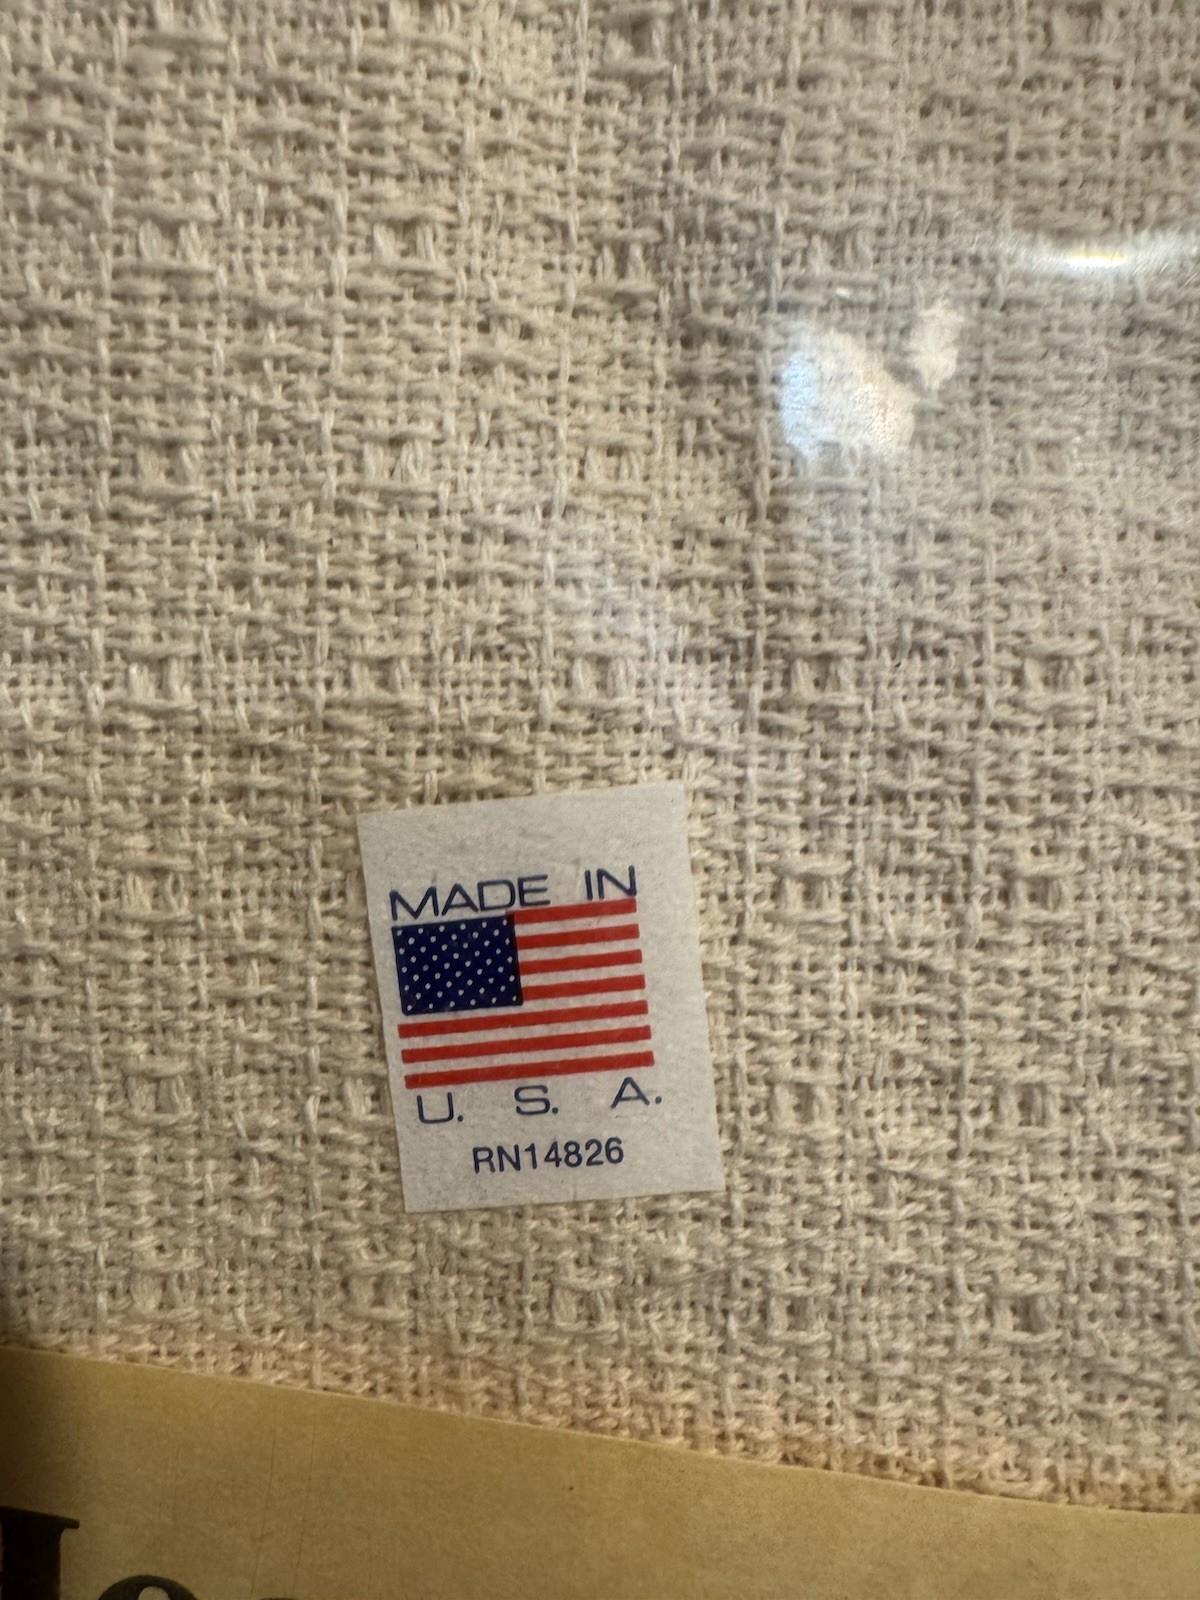 MADE IN
U. S. A.
RN14826